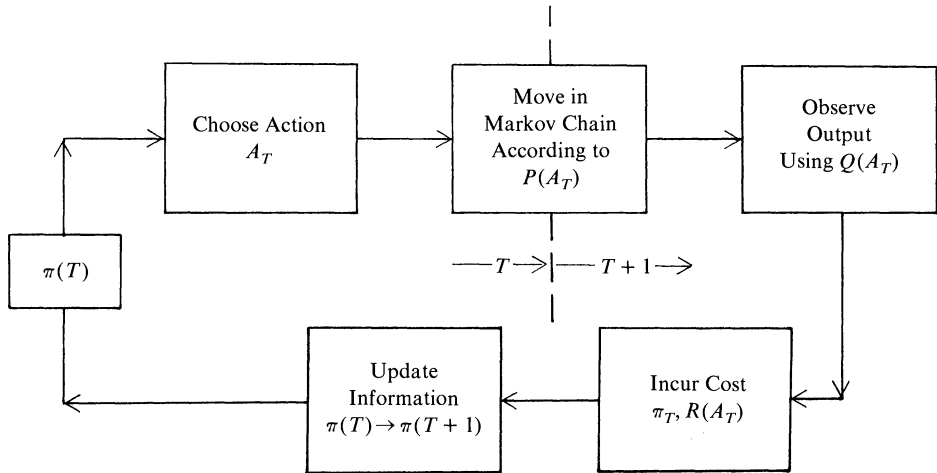 Choose Action
A_T
Move in
Markov Chain
According to
P(A_T)
Observe
Output
Using Q(A_T)
π(T)
T
T + 1
Update
Information
π(T) → π(T + 1)
Incur Cost
π_T, R(A_T)